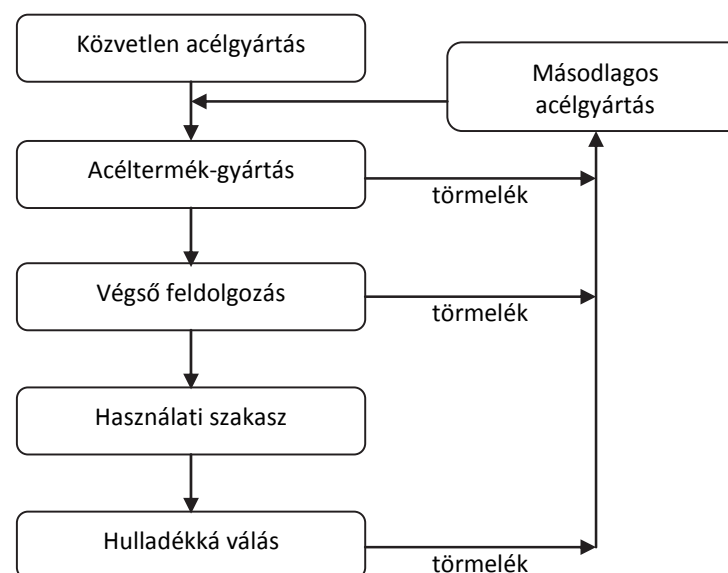 Közvetlen acélgyártás
Másodlagos
acélgyártás
Acéltermék-gyártás
törmelék
Végső feldolgozás
törmelék
Használati szakasz
Hulladékká válás
törmelék